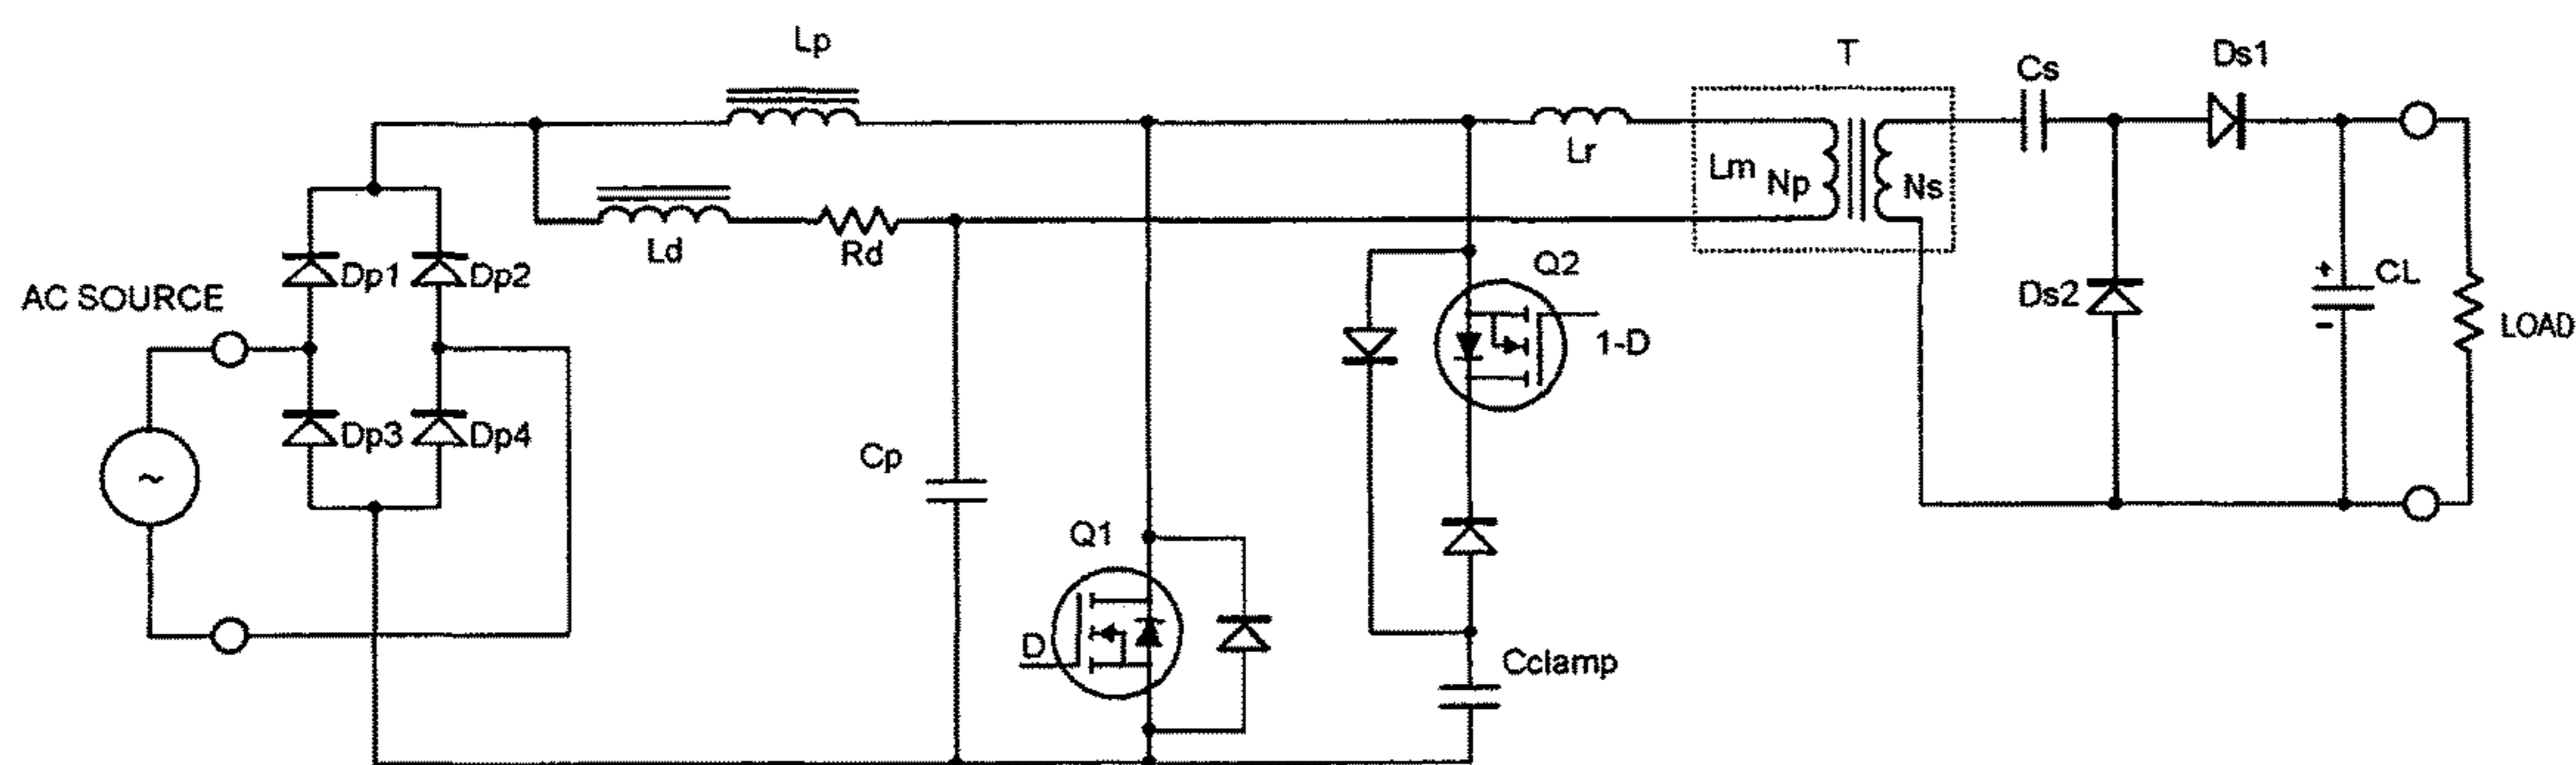 Lp
T
Cs
Ds1
Lr
Lm
Np
Ns
Ld
Rd
Dp1
Dp2
Q2
Ds2
+
CL
-
AC SOURCE
LOAD
1-D
Dp3
Dp4
Cp
~
Q1
D
Cclamp